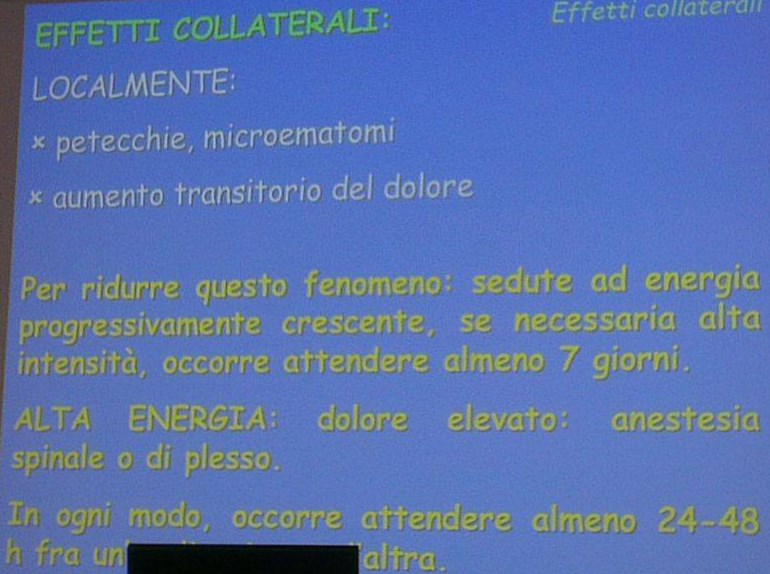 Effetti collaterali
EFFETTI COLLATERALI:
LOCALMENTE:
× petecchie, microematomi
× aumento transitorio del dolore
Per ridurre questo fenomeno: sedute ad energia
progressivamente crescente, se necessaria alta
intensità, occorre attendere almeno 7 giorni.
ALTA ENERGIA: dolore elevato: anestesia
spinale o di plesso.
In ogni modo, occorre attendere almeno 24-48
h fra l'altra.